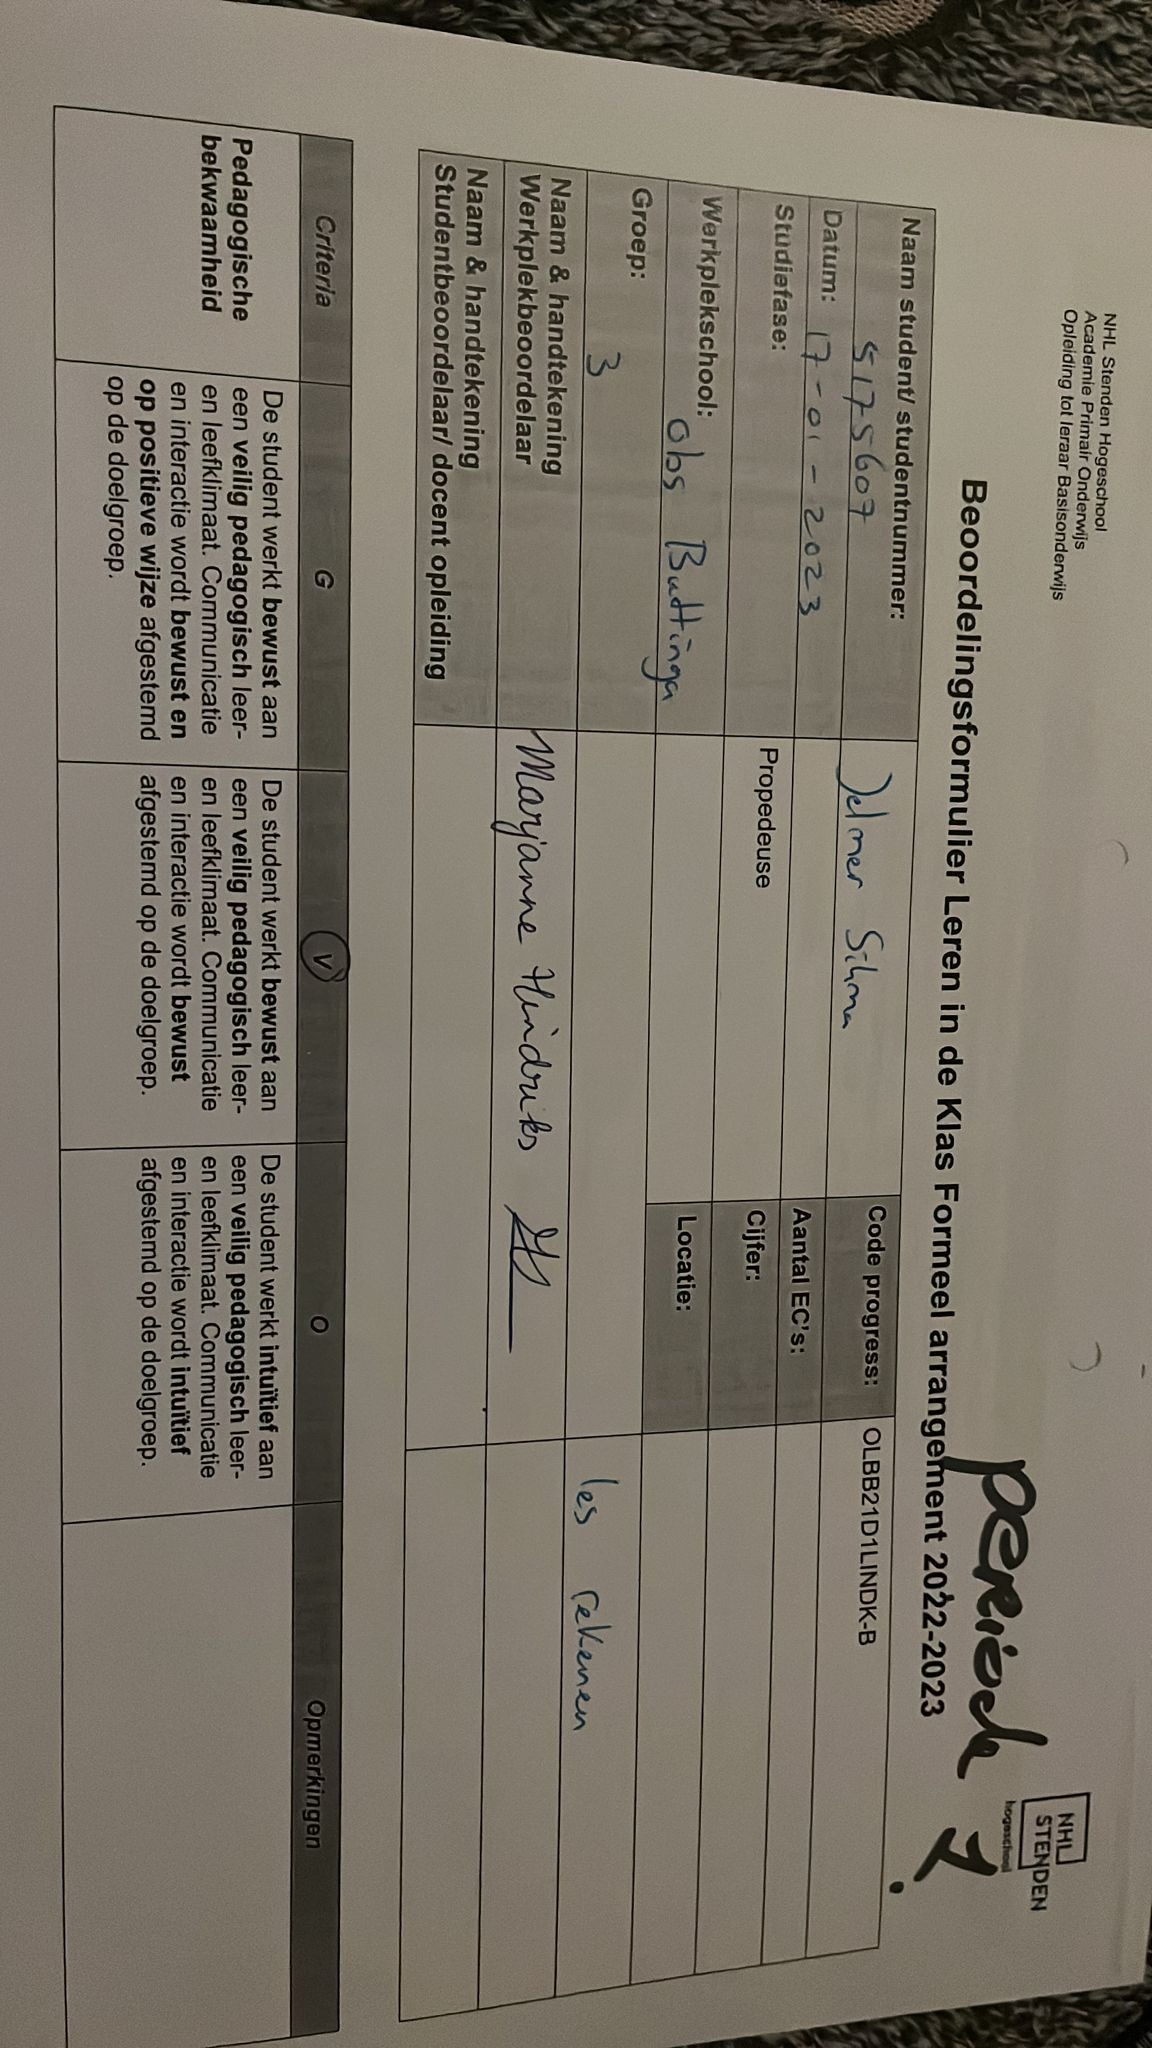 NHL Stenden Hogeschool
Academie Primair Onderwijs
Opleiding tot leraar Basisonderwijs
NHL
STENDEN
hogeschool
Periode 1.
Beoordelingsformulier Leren in de Klas Formeel arrangement 2022-2023
Naam student/ studentnummer:
5175607
Jelmer Sihma
Code progress:
OLBB21D1LINDK-B
Datum: 17-01-2023
Aantal EC's:
Studiefase:
Propedeuse
Cijfer:
Werkplekschool:
obs Buttinga
Locatie:
Groep:
3
les rekenen
Naam & handtekening
Werkplekbeoordelaar
Marjanne Hindriks
Naam & handtekening
Studentbeoordelaar/ docent opleiding
Criteria
G
V
O
Opmerkingen
Pedagogische
bekwaamheid
De student werkt bewust aan
een veilig pedagogisch leer-
en leefklimaat. Communicatie
en interactie wordt bewust en
op positieve wijze afgestemd
op de doelgroep.
De student werkt bewust aan
een veilig pedagogisch leer-
en leefklimaat. Communicatie
en interactie wordt bewust
afgestemd op de doelgroep.
De student werkt intuïtief aan
een veilig pedagogisch leer-
en leefklimaat. Communicatie
en interactie wordt intuïtief
afgestemd op de doelgroep.